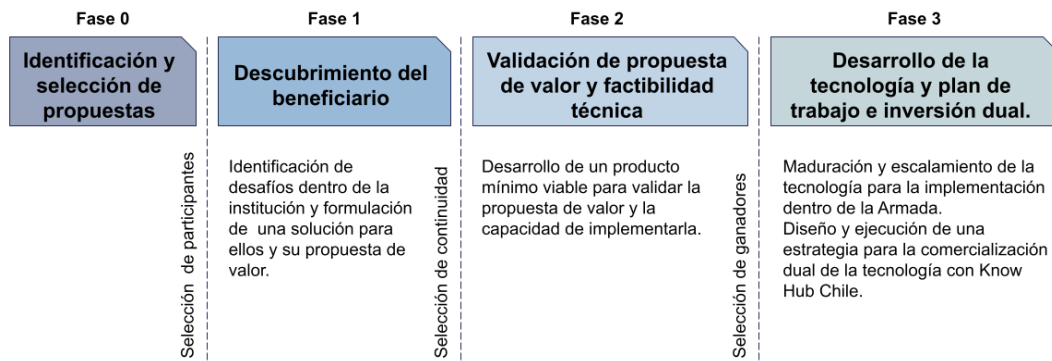 Fase 0
Identificación y
selección de
propuestas
Selección de participantes
Fase 1
Descubrimiento del
beneficiario
Identificación de
desafíos dentro de la
institución y formulación
de una solución para
ellos y su propuesta de
valor.
Selección de continuidad
Fase 2
Validación de propuesta
de valor y factibilidad
técnica
Desarrollo de un producto
mínimo viable para validar la
propuesta de valor y la
capacidad de implementarla.
Selección de ganadores
Fase 3
Desarrollo de la
tecnología y plan de
trabajo e inversión dual.
Maduración y escalamiento de la
tecnología para la implementación
dentro de la Armada.
Diseño y ejecución de una
estrategia para la comercialización
dual de la tecnología con Know
Hub Chile.